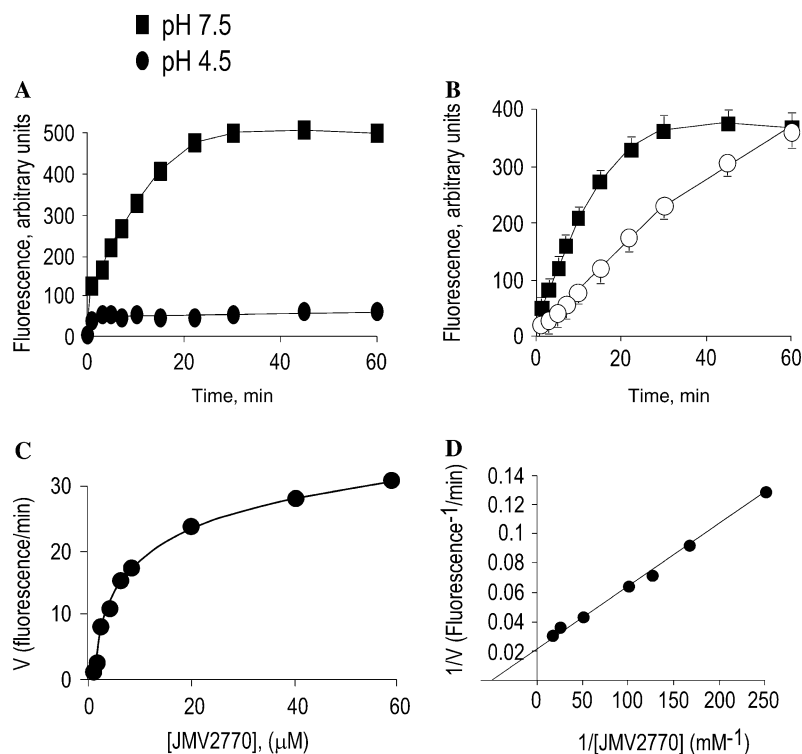 pH 7.5
pH 4.5
A
Fluorescence, arbitrary units
500
400
300
200
100
0
0
20
40
60
Time, min
B
Fluorescence, arbitrary units
400
300
200
100
0
0
20
40
60
Time, min
C
V (fluorescence/min)
30
20
10
0
0
20
40
60
[JMV2770], (μM)
D
1/V (Fluorescence⁻¹/min)
0.14
0.12
0.1
0.08
0.06
0.04
0.02
0
50
100
150
200
250
1/[JMV2770] (mM⁻¹)